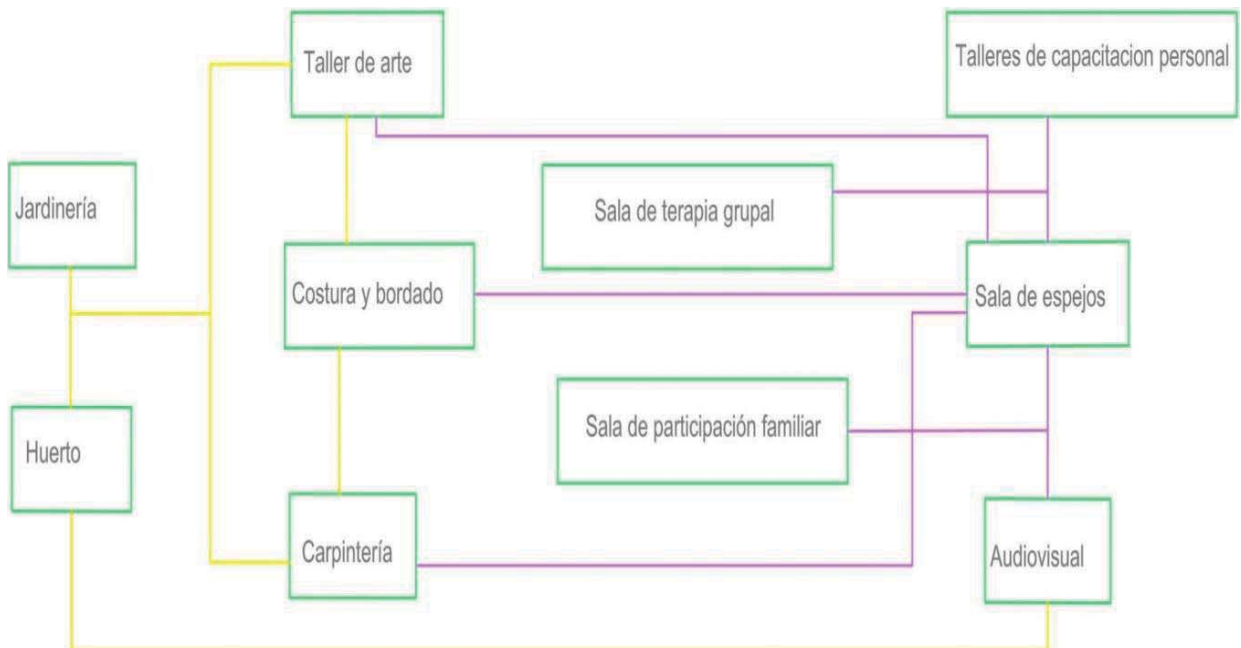 Taller de arte
Talleres de capacitacion personal
Jardinería
Sala de terapia grupal
Costura y bordado
Sala de espejos
Sala de participación familiar
Huerto
Carpintería
Audiovisual